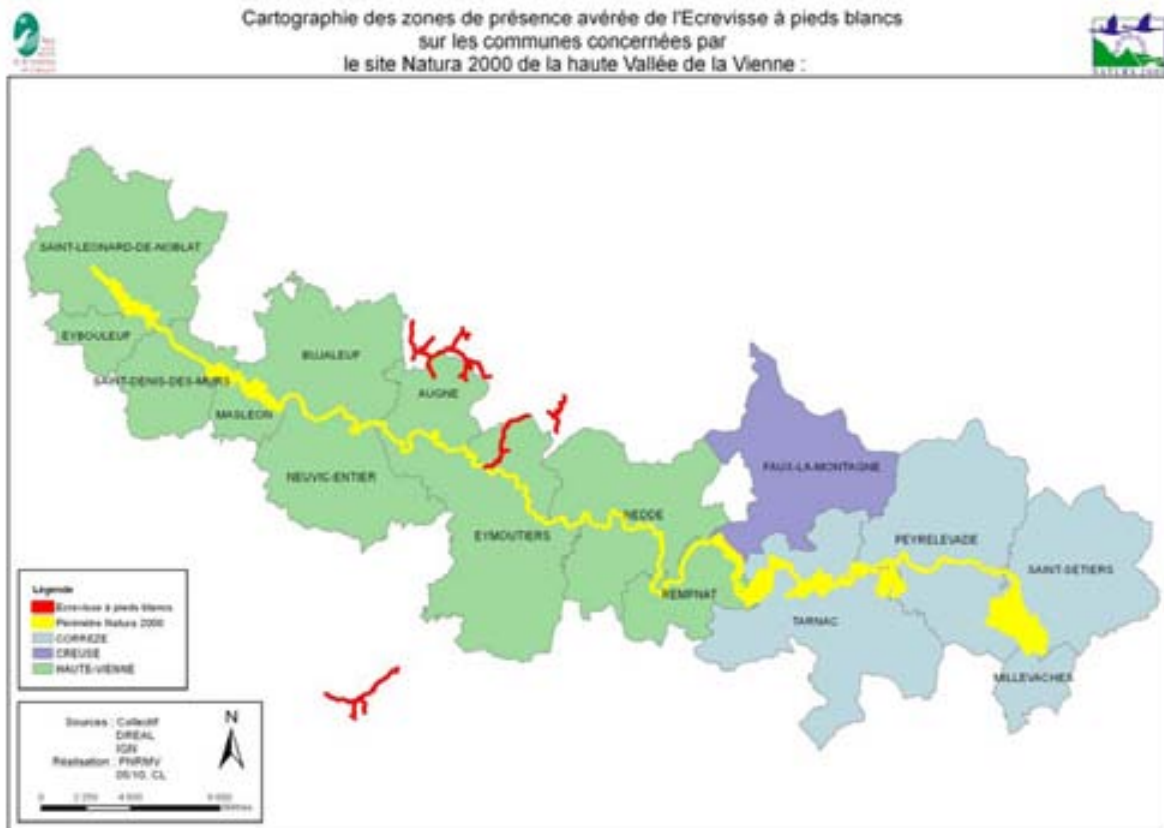 Cartographie des zones de présence avérée de l'Ecrevisse à pieds blancs
sur les communes concernées par
le site Natura 2000 de la haute Vallée de la Vienne :
NATURA 2000
SAINT-LEONARD-DE-NOBLAT
EYBOULEUF
BUJALEUF
SAINT-DENIS-DES-MURS
AUGNE
MASLEON
NEUVIC-ENTIER
FAUX-LA-MONTAGNE
NEDDE
EYMOUTIERS
PEYRELEVADE
SAINT-SETIERS
REMPNAT
TARNAC
MILLEVACHES
Légende
Ecrevisse à pieds blancs
Périmètre Natura 2000
CORREZE
CREUSE
HAUTE-VIENNE
Sources : Collectif
DREAL
IGN
Réalisation : PNRMV
05/10, CL
N
0